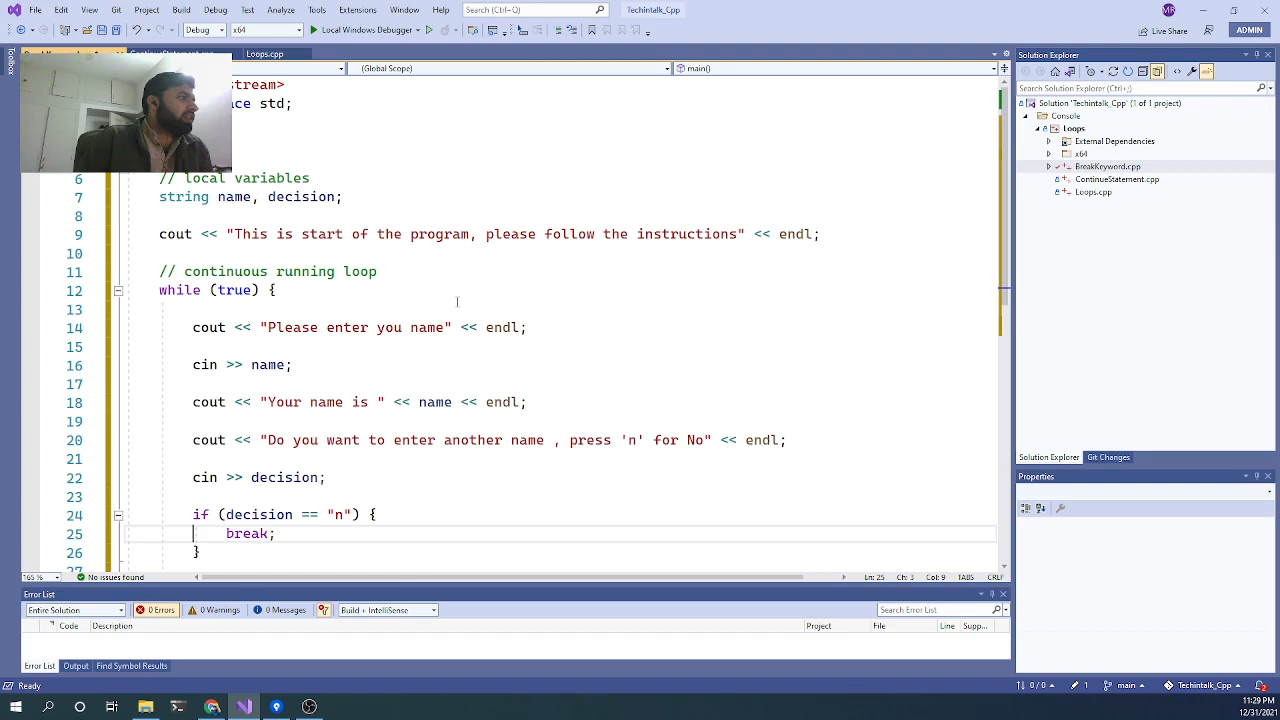 File Edit View Git Project Build Debug Test Analyze Tools Extensions Window Help Search (Ctrl+Q) Techintalk_Cpp MR
Debug x64 Local Windows Debugger Live Share ADMIN
Toolbox
Loops.cpp
(Global Scope) main()
stream>
ace std;
6 // local variables
7 string name, decision;
8
9 cout << "This is start of the program, please follow the instructions" << endl;
10
11 // continuous running loop
12 while (true) {
13
14 cout << "Please enter you name" << endl;
15
16 cin >> name;
17
18 cout << "Your name is " << name << endl;
19
20 cout << "Do you want to enter another name , press 'n' for No" << endl;
21
22 cin >> decision;
23
24 if (decision == "n") {
25 break;
26 }
27
165 % No issues found Ln: 25 Ch: 3 Col: 9 TABS CRLF
Error List
Entire Solution 0 Errors 0 Warnings 0 Messages Build + IntelliSense Search Error List
Code Description Project File Line Supp...
Error List Output Find Symbol Results
Solution Explorer
Search Solution Explorer (Ctrl+;)
Solution 'Techintalk_Cpp' (1 of 1 project)
Console
Loops
External Dependencies
x64
BreakKeyword.cpp
ContinueStatement.cpp
Loops.cpp
Solution Explorer Git Changes
Properties
Ready 0 / 0 1 main Techintalk_Cpp 2
11:29 PM
12/31/2021